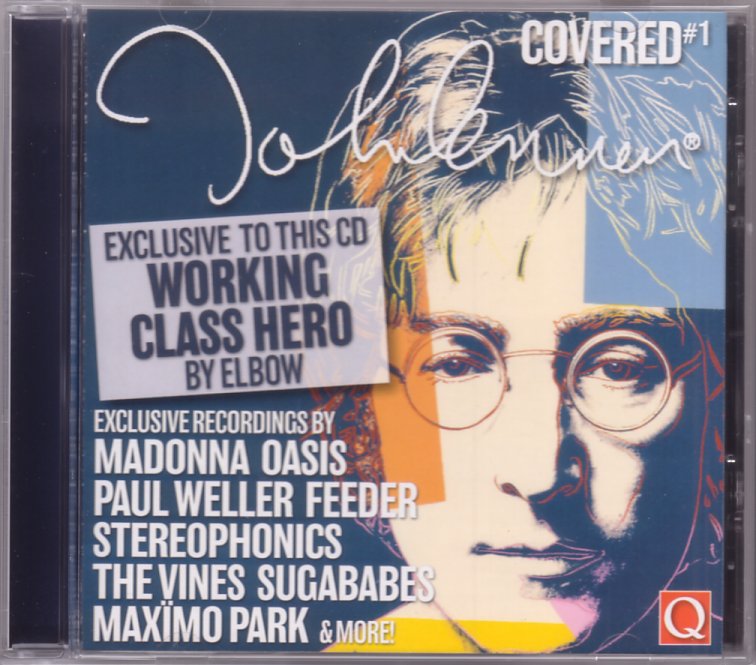 COVERED #1
John Lennon®
EXCLUSIVE TO THIS CD
WORKING
CLASS HERO
BY ELBOW
EXCLUSIVE RECORDINGS BY
MADONNA OASIS
PAUL WELLER FEEDER
STEREOPHONICS
THE VINES SUGABABES
MAXÏMO PARK & MORE!
Q